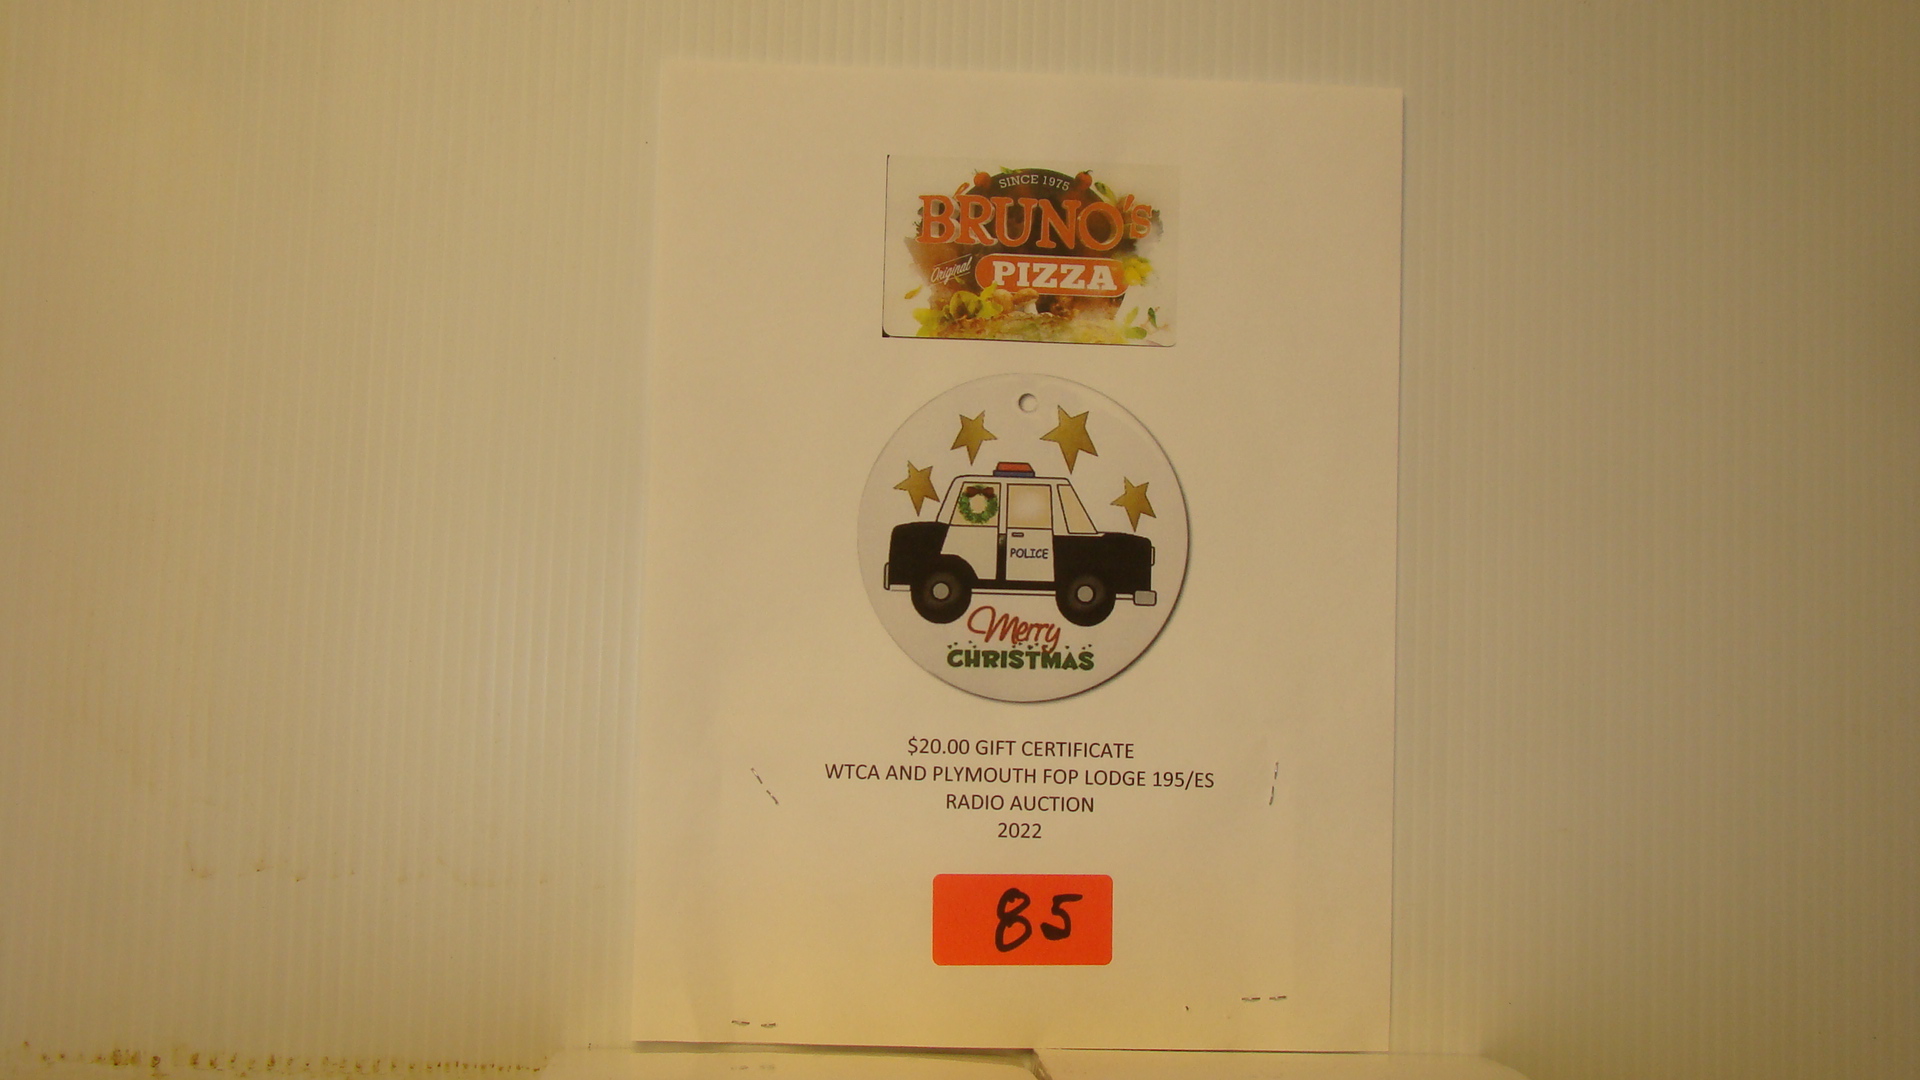 SINCE 1975
BRUNO'S
Original PIZZA
POLICE
Merry
CHRISTMAS
$20.00 GIFT CERTIFICATE
WTCA AND PLYMOUTH FOP LODGE 195/ES
RADIO AUCTION
2022
85